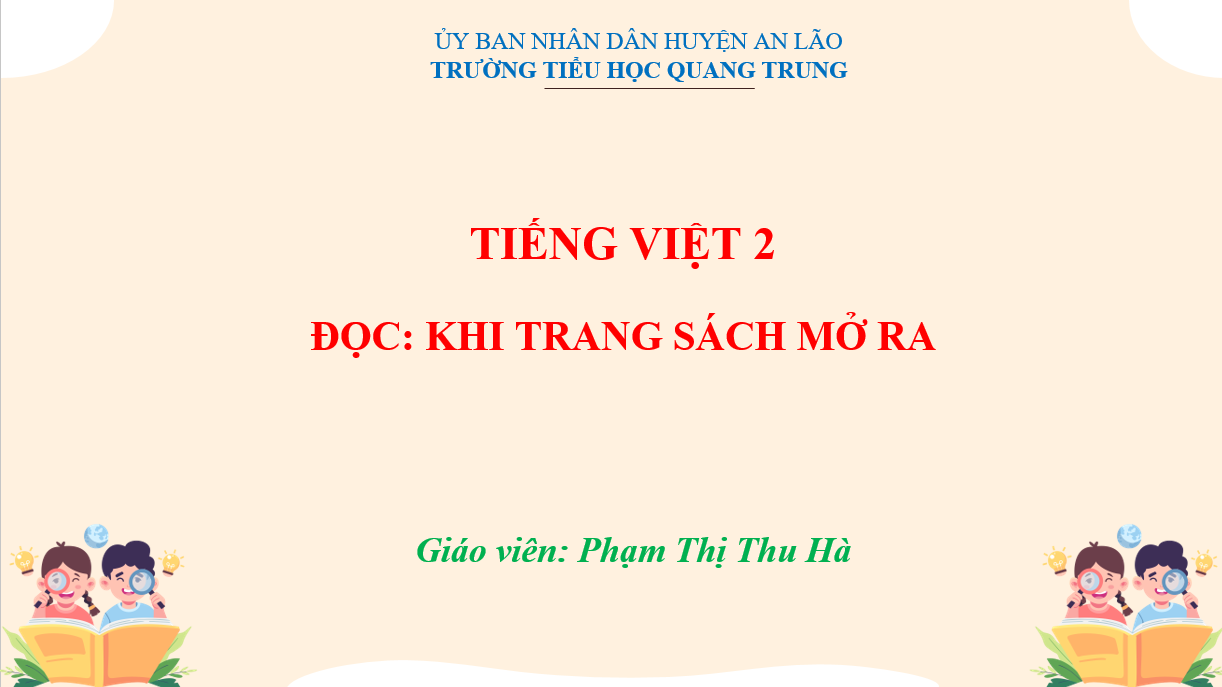 ỦY BAN NHÂN DÂN HUYỆN AN LÃO
TRƯỜNG TIỂU HỌC QUANG TRUNG
TIẾNG VIỆT 2
ĐỌC: KHI TRANG SÁCH MỞ RA
Giáo viên: Phạm Thị Thu Hà